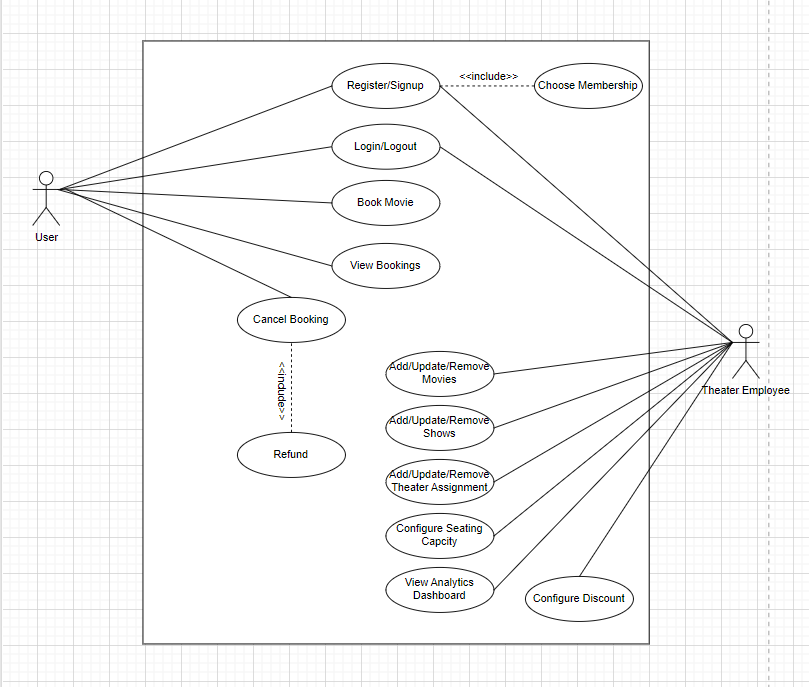 Register/Signup
<<include>>
Choose Membership
Login/Logout
Book Movie
User
View Bookings
Cancel Booking
<<include>>
Add/Update/Remove
Movies
Theater Employee
Add/Update/Remove
Shows
Refund
Add/Update/Remove
Theater Assignment
Configure Seating
Capcity
View Analytics
Dashboard
Configure Discount